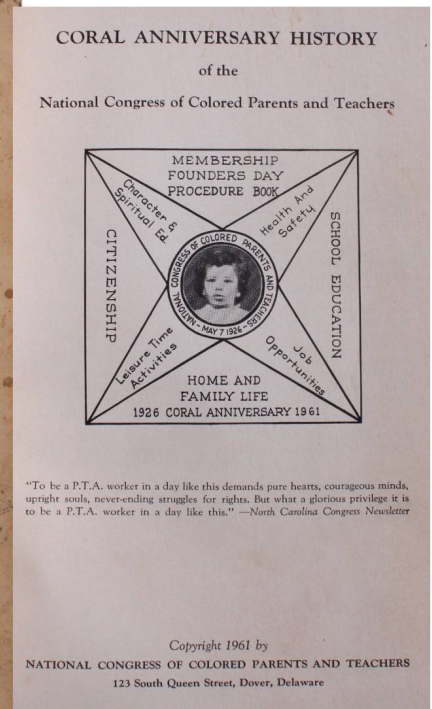 CORAL ANNIVERSARY HISTORY
of the
National Congress of Colored Parents and Teachers
MEMBERSHIP
FOUNDERS DAY
PROCEDURE BOOK
Character &
Spiritual Ed.
Health And
Safety
CITIZENSHIP
NATIONAL CONGRESS OF COLORED PARENTS AND TEACHERS
- MAY 7 1926 -
SCHOOL EDUCATION
Leisure Time
Activities
Job
Opportunities
HOME AND
FAMILY LIFE
1926 CORAL ANNIVERSARY 1961
"To be a P.T.A. worker in a day like this demands pure hearts, courageous minds,
upright souls, never-ending struggles for rights. But what a glorious privilege it is
to be a P.T.A. worker in a day like this." —North Carolina Congress Newsletter
Copyright 1961 by
NATIONAL CONGRESS OF COLORED PARENTS AND TEACHERS
123 South Queen Street, Dover, Delaware